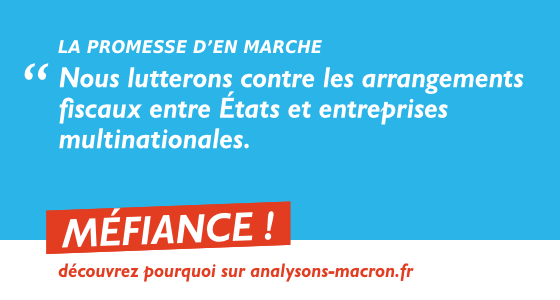 LA PROMESSE D’EN MARCHE
“ Nous lutterons contre les arrangements
fiscaux entre États et entreprises
multinationales.
MÉFIANCE !
découvrez pourquoi sur analysons-macron.fr